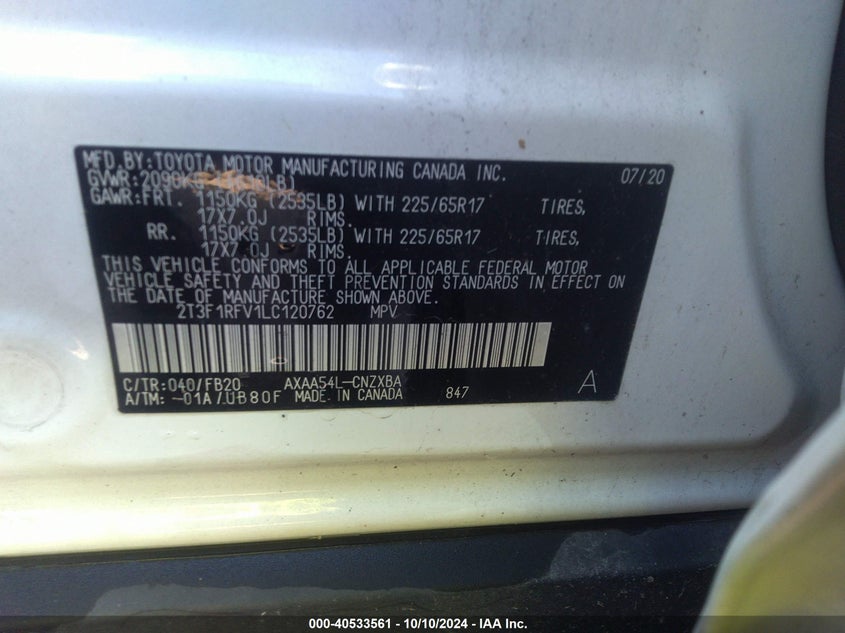 MFD.BY:TOYOTA MOTOR MANUFACTURING CANADA INC. 07/20
GVWR:2090KG LB)
GAWR:FRT. 1150KG (2535LB) WITH 225/65R17 TIRES,
17X7.0J RIMS.
RR. 1150KG (2535LB) WITH 225/65R17 TIRES,
17X7.0J RIMS.
THIS VEHICLE CONFORMS TO ALL APPLICABLE FEDERAL MOTOR
VEHICLE SAFETY AND THEFT PREVENTION STANDARDS IN EFFECT ON
THE DATE OF MANUFACTURE SHOWN ABOVE.
2T3F1RFV1LC120762 MPV
C/TR:040/FB20 AXAA54L-CNZXBA
A/TM:-01A/UB80F MADE IN CANADA 847 A
000-40533561 - 10/10/2024 - IAA Inc.